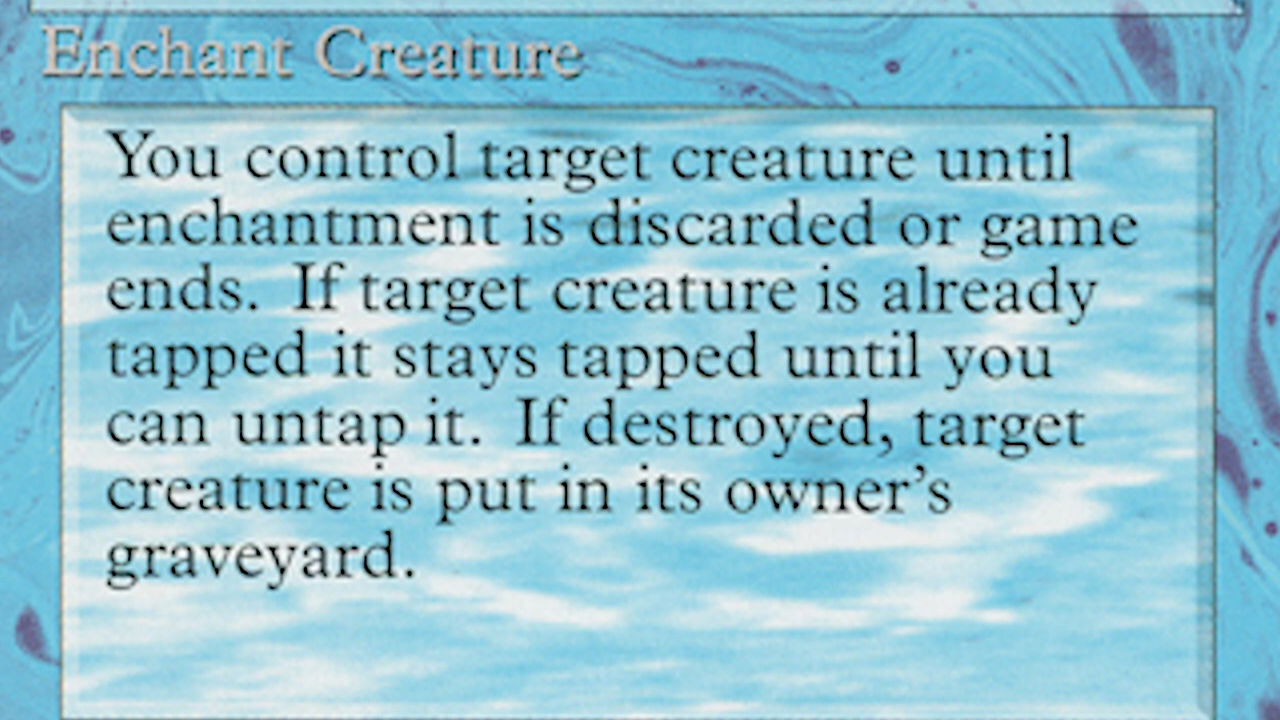 Enchant Creature
You control target creature until
enchantment is discarded or game
ends. If target creature is already
tapped it stays tapped until you
can untap it. If destroyed, target
creature is put in its owner's
graveyard.